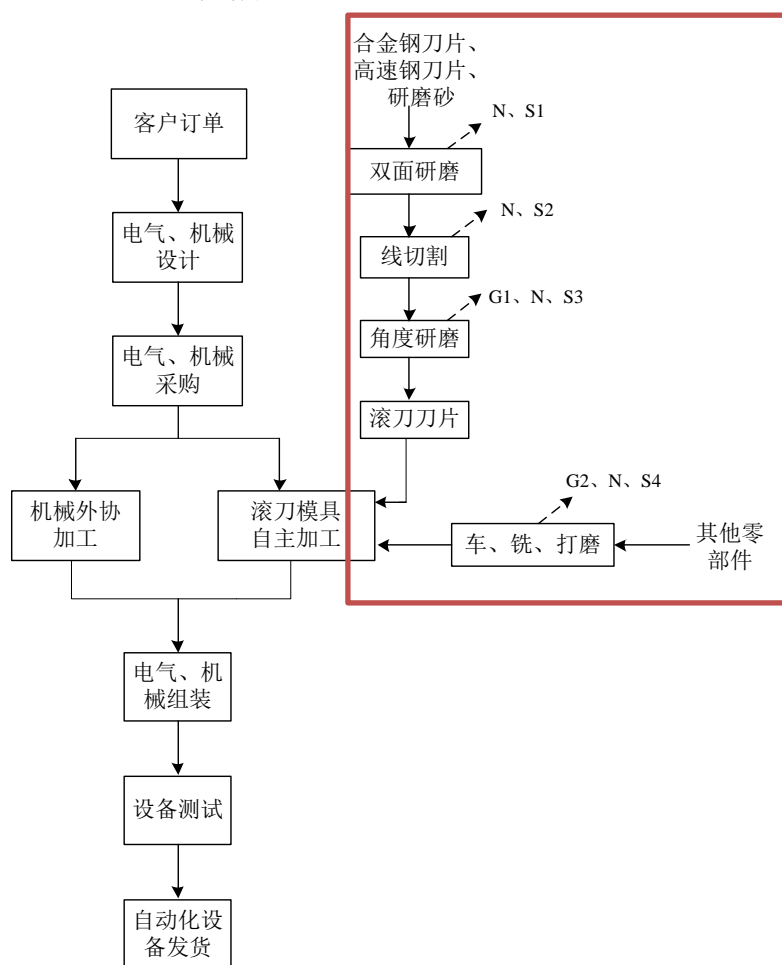 合金钢刀片、
高速钢刀片、
研磨砂
客户订单
N、S1
双面研磨
电气、机械
设计
N、S2
线切割
G1、N、S3
角度研磨
电气、机械
采购
滚刀刀片
机械外协
加工
滚刀模具
自主加工
G2、N、S4
车、铣、打磨
其他零
部件
电气、机
械组装
设备测试
自动化设
备发货